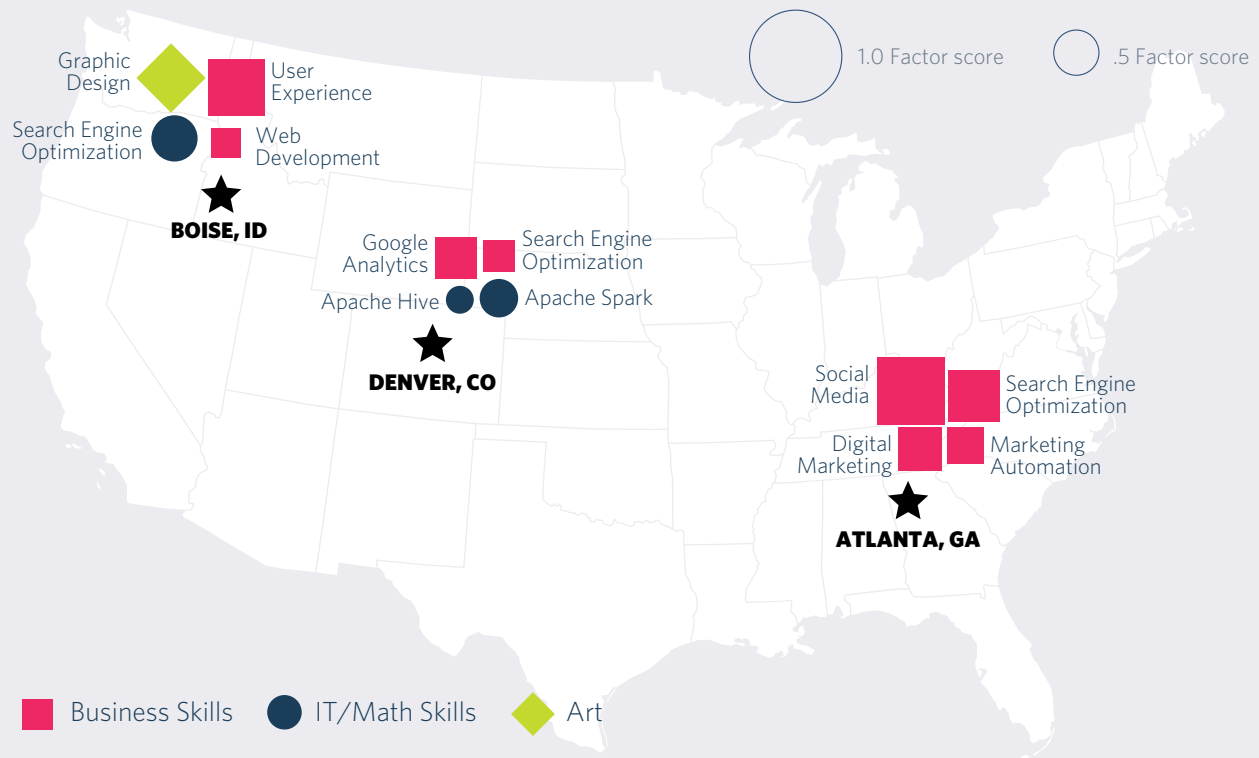 1.0 Factor score
.5 Factor score
Graphic
Design
User
Experience
Search Engine
Optimization
Web
Development
BOISE, ID
Google
Analytics
Search Engine
Optimization
Apache Hive
Apache Spark
DENVER, CO
Social
Media
Search Engine
Optimization
Digital
Marketing
Marketing
Automation
ATLANTA, GA
Business Skills
IT/Math Skills
Art